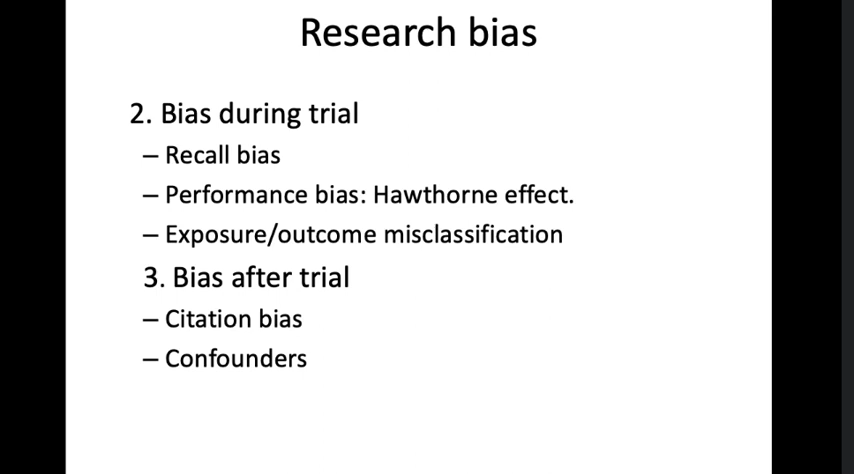 Research bias
2. Bias during trial
– Recall bias
– Performance bias: Hawthorne effect.
– Exposure/outcome misclassification
3. Bias after trial
– Citation bias
– Confounders